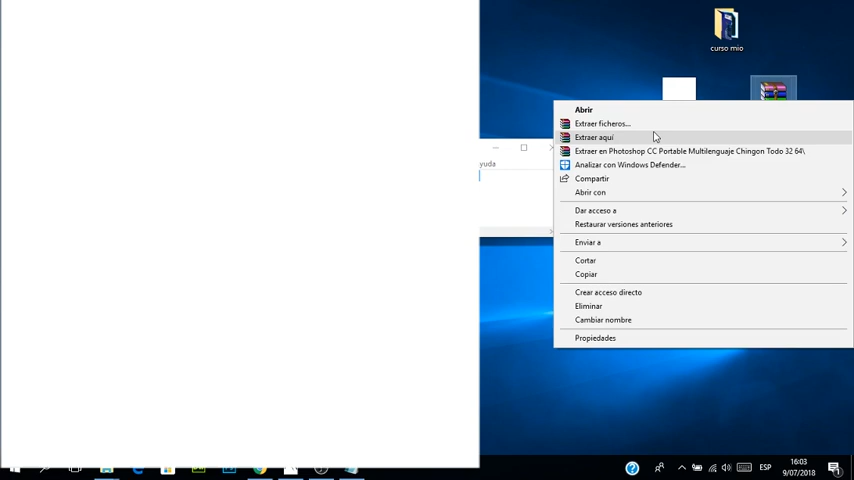 curso mio
Abrir
Extraer ficheros...
Extraer aquí
Extraer en Photoshop CC Portable Multilenguaje Chingon Todo 32 64\
Analizar con Windows Defender...
Compartir
Abrir con
Dar acceso a
Restaurar versiones anteriores
Enviar a
Cortar
Copiar
Crear acceso directo
Eliminar
Cambiar nombre
Propiedades
yuda
ESP
16:03
9/07/2018